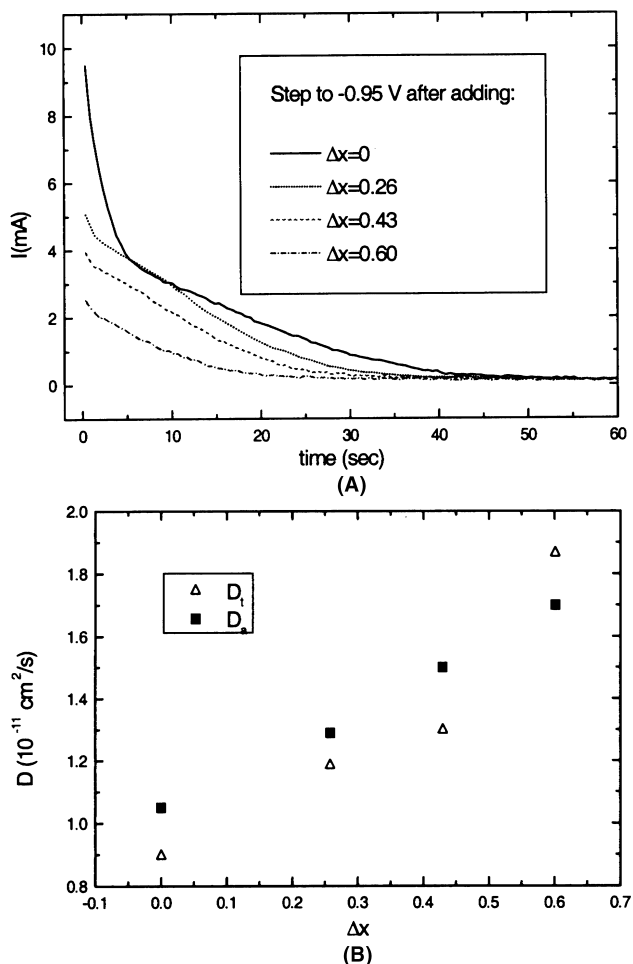 10
8
6
4
2
0
I(mA)
Step to -0.95 V after adding:
Δx=0
Δx=0.26
Δx=0.43
Δx=0.60
0 10 20 30 40 50 60
time (sec)
(A)
2.0
1.8
1.6
1.4
1.2
1.0
0.8
D (10⁻¹¹ cm²/s)
Dₜ
Dₐ
-0.1 0.0 0.1 0.2 0.3 0.4 0.5 0.6 0.7
Δx
(B)